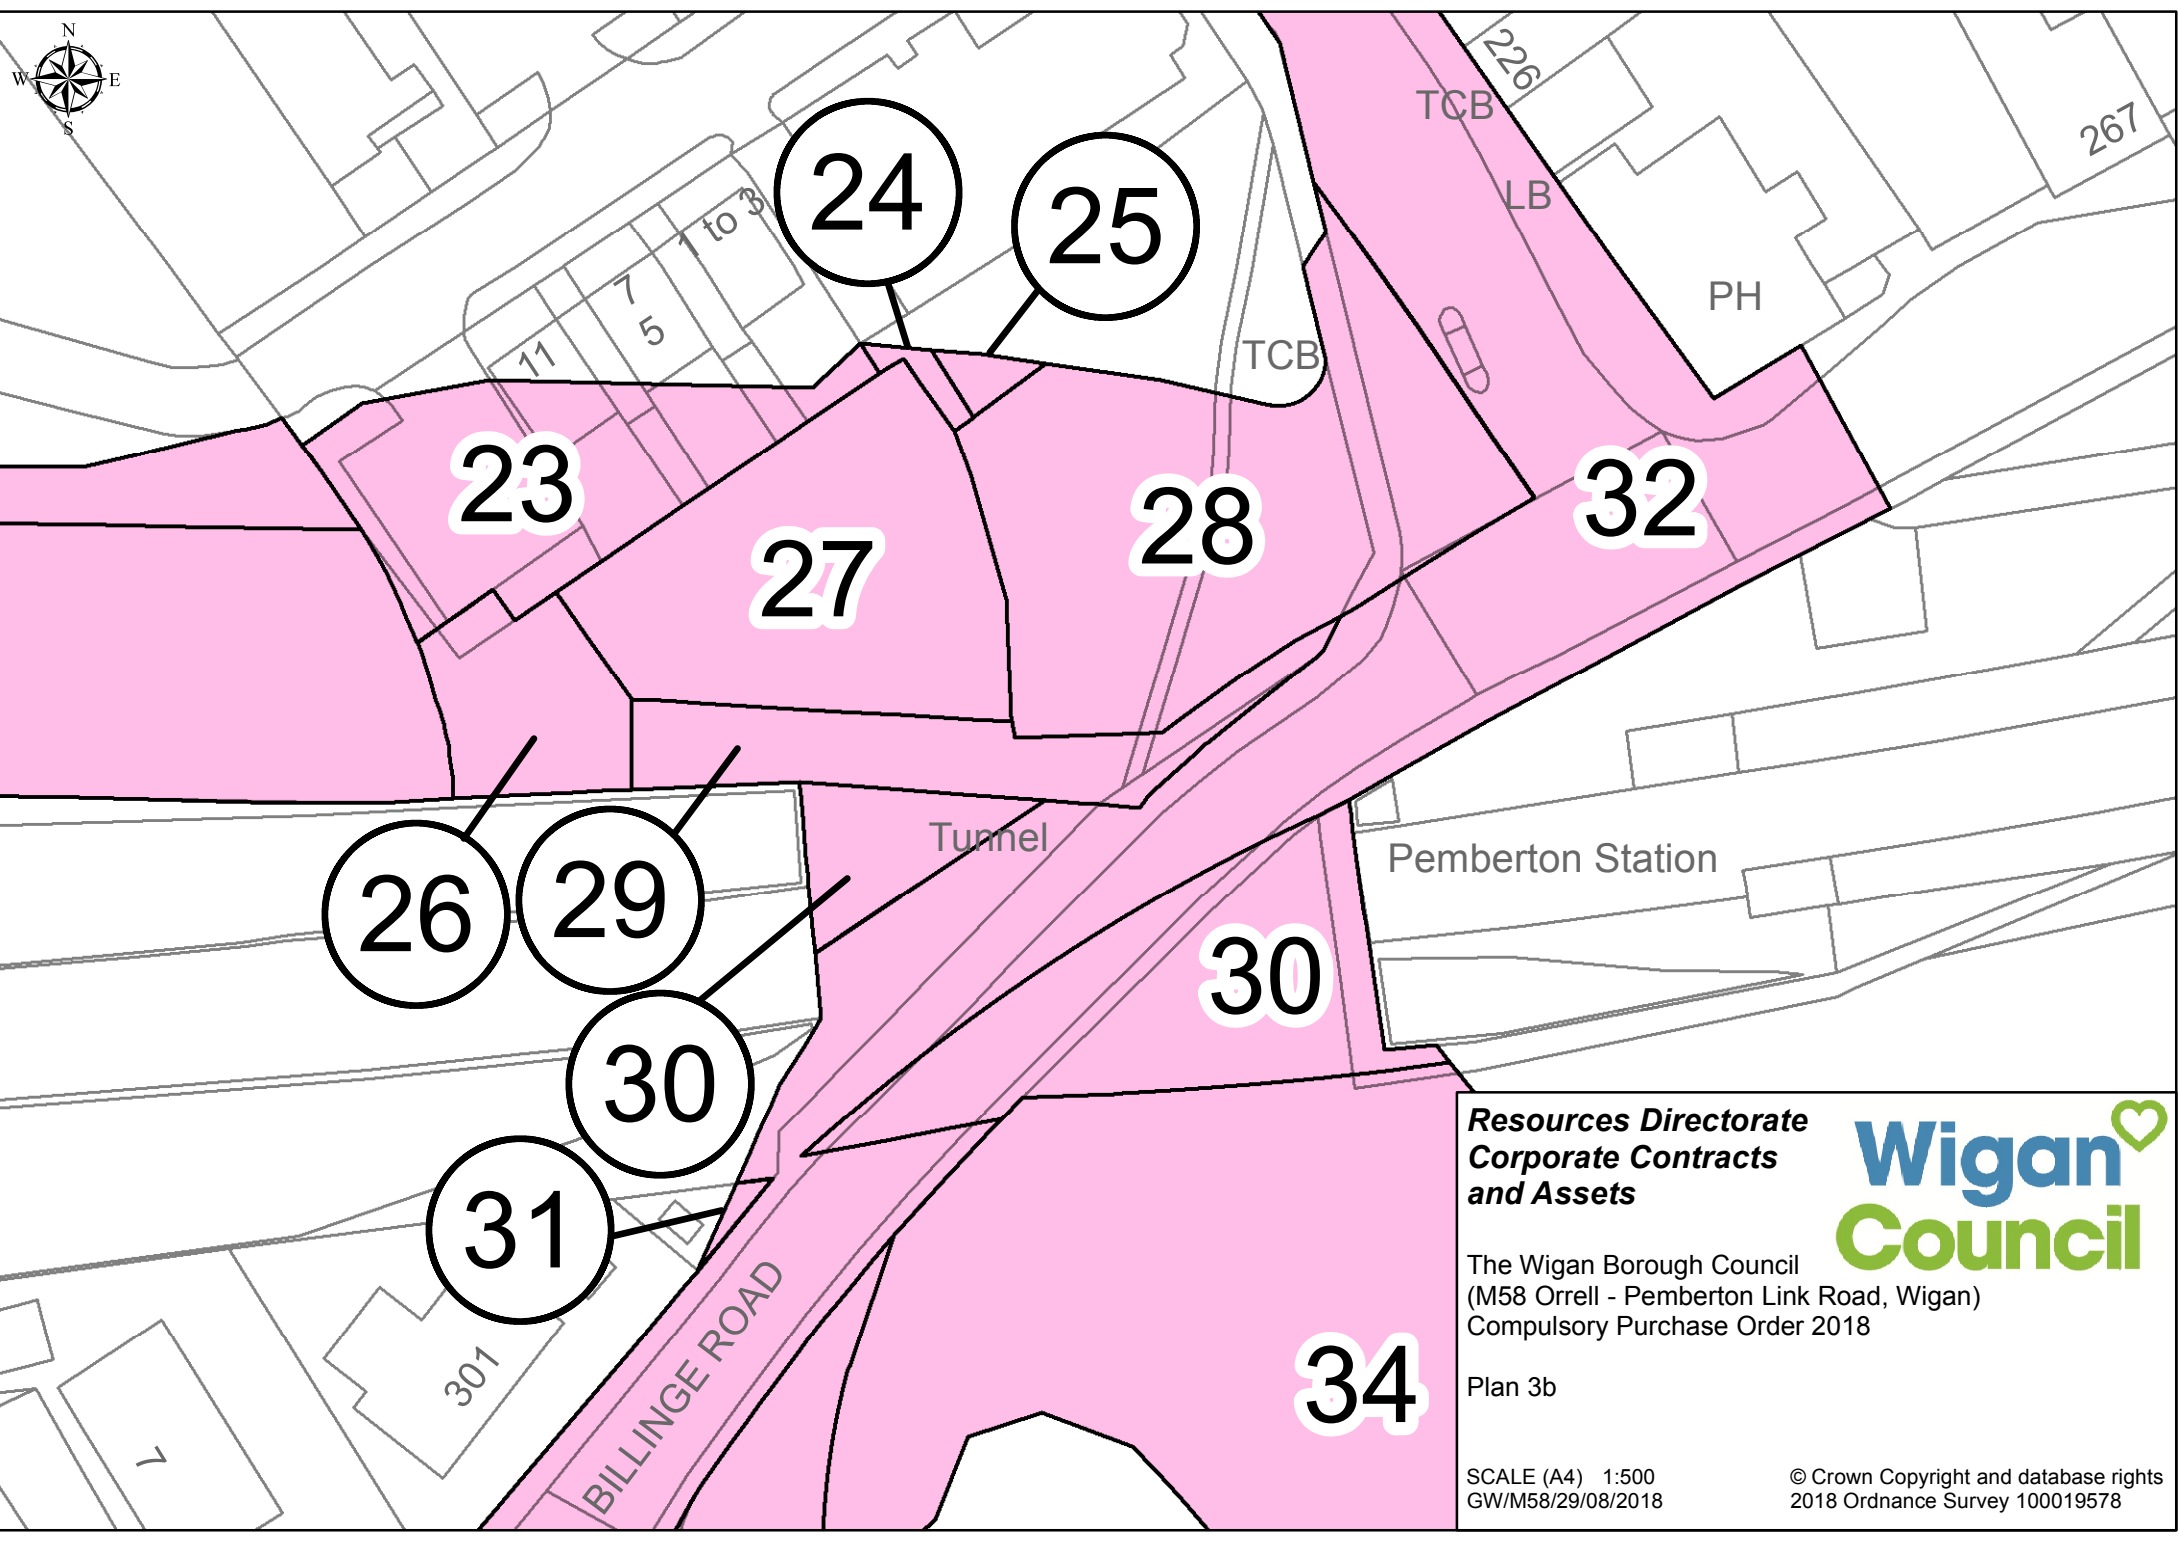 N
W E
S
226
TCB
267
24
LB
25
1 to 3
7
PH
5
11
TCB
23
28
32
27
Tunnel
Pemberton Station
26
29
30
30
31
Resources Directorate
Corporate Contracts
and Assets
Wigan
Council
The Wigan Borough Council
(M58 Orrell - Pemberton Link Road, Wigan)
Compulsory Purchase Order 2018
BILLINGE ROAD
301
34
Plan 3b
7
SCALE (A4) 1:500
GW/M58/29/08/2018
© Crown Copyright and database rights
2018 Ordnance Survey 100019578